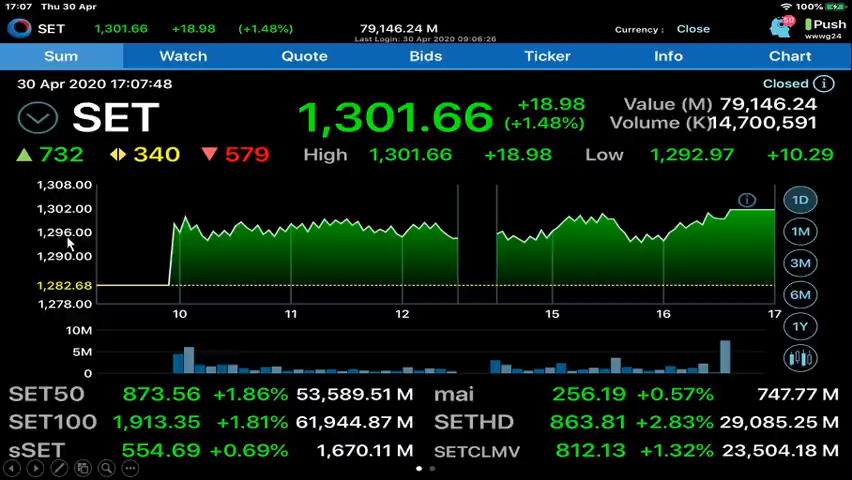 17:07 Thu 30 Apr 100%
SET 1,301.66 +18.98 (+1.48%) 79,146.24 M Currency : Close 50 Push
Last Login: 30 Apr 2020 09:06:26 wwwg24
Sum Watch Quote Bids Ticker Info Chart
30 Apr 2020 17:07:48 Closed i
SET 1,301.66 +18.98 Value (M) 79,146.24
(+1.48%) Volume (K) 14,700,591
732 340 579 High 1,301.66 +18.98 Low 1,292.97 +10.29
1,308.00
1,302.00 i 1D
1,296.00 1M
1,290.00 3M
1,282.68 6M
1,278.00
10 11 12 15 16 17
1Y
10M
5M
0
SET50 873.56 +1.86% 53,589.51 M mai 256.19 +0.57% 747.77 M
SET100 1,913.35 +1.81% 61,944.87 M SETHD 863.81 +2.83% 29,085.25 M
sSET 554.69 +0.69% 1,670.11 M SETCLMV 812.13 +1.32% 23,504.18 M